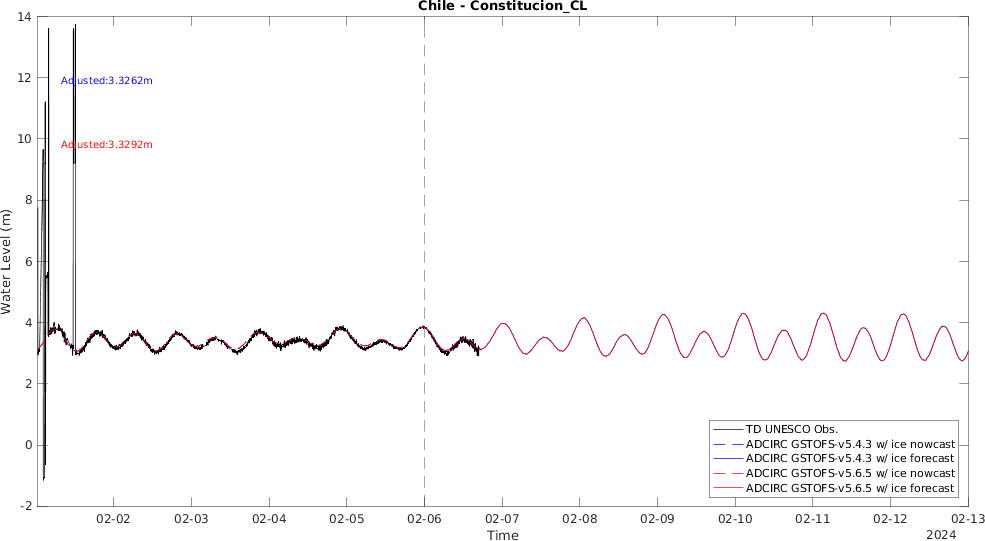 Chile - Constitucion_CL
14
12
10
8
6
4
2
0
-2
Water Level (m)
Adjusted:3.3262m
Adjusted:3.3292m
TD UNESCO Obs.
ADCIRC GSTOFS-v5.4.3 w/ ice nowcast
ADCIRC GSTOFS-v5.4.3 w/ ice forecast
ADCIRC GSTOFS-v5.6.5 w/ ice nowcast
ADCIRC GSTOFS-v5.6.5 w/ ice forecast
02-02 02-03 02-04 02-05 02-06 02-07 02-08 02-09 02-10 02-11 02-12 02-13
Time
2024